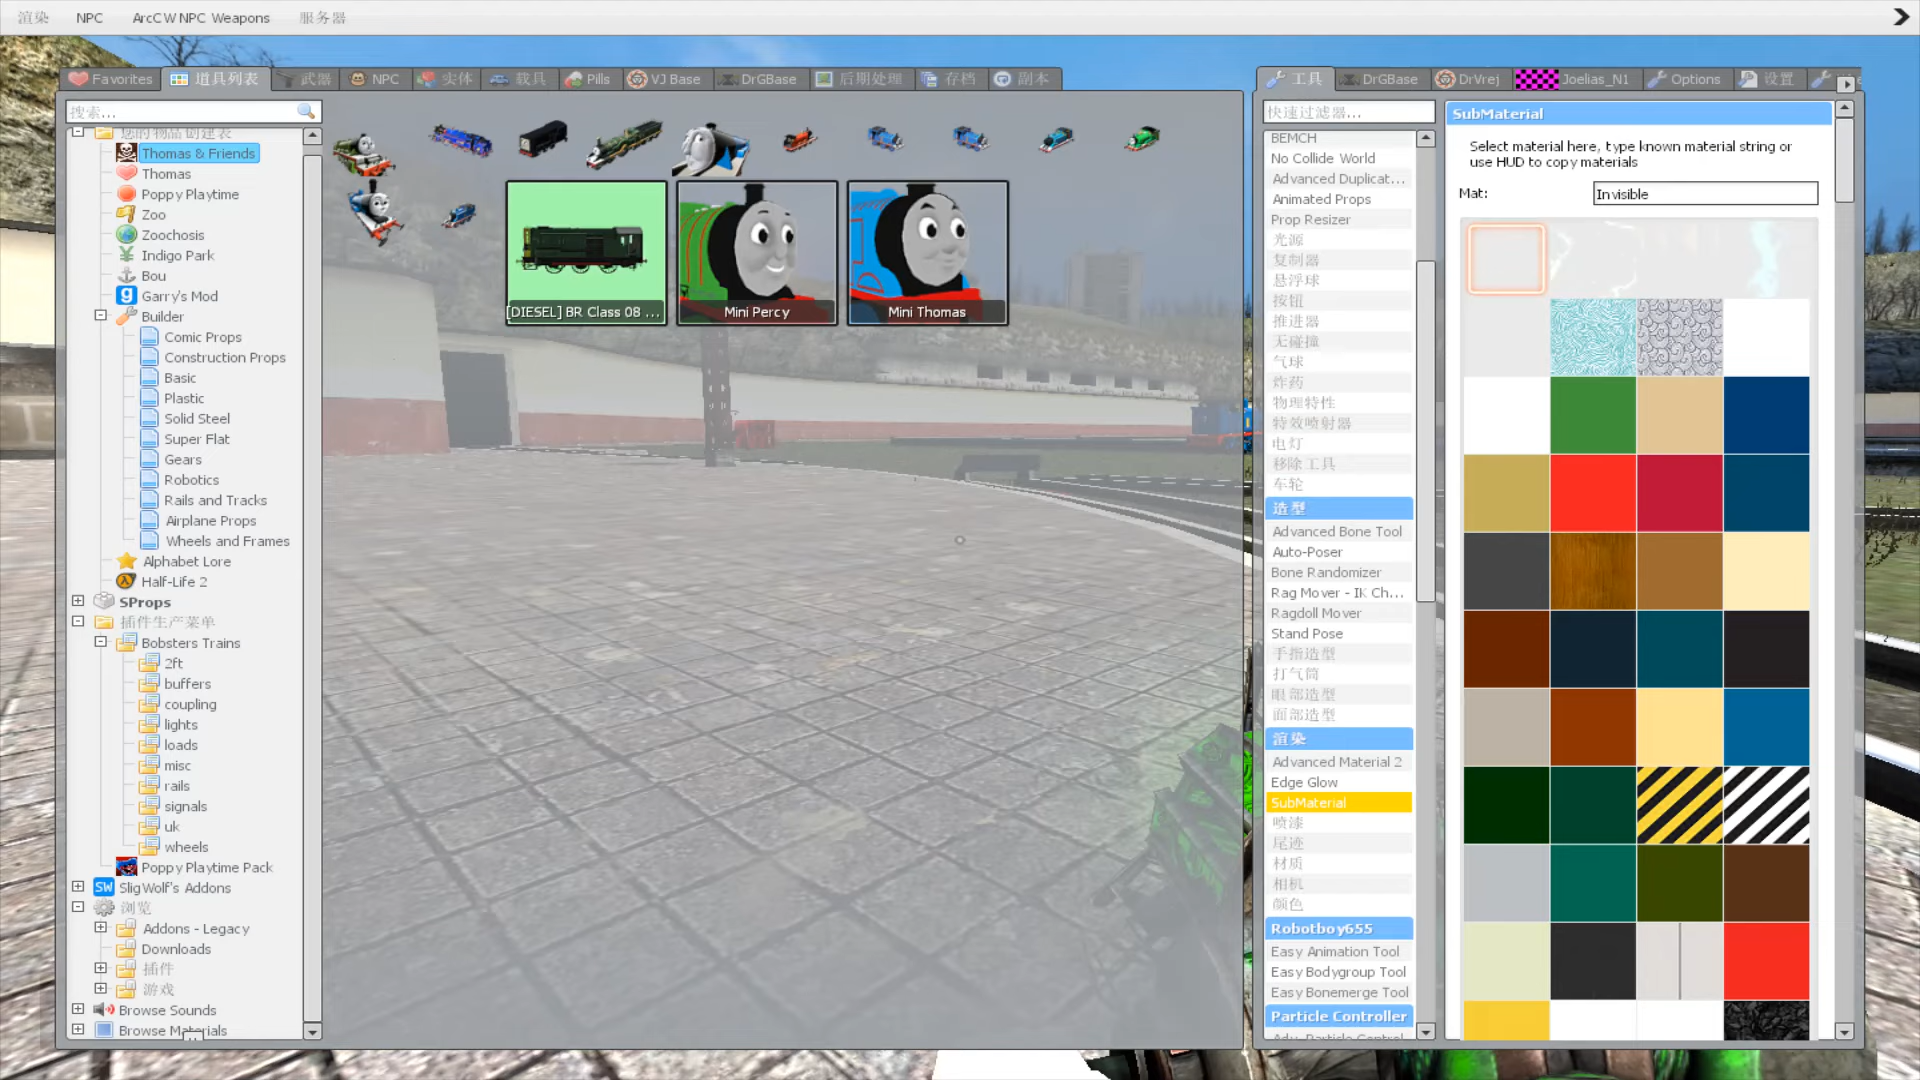 渲染
NPC
ArcCW NPC Weapons
服务器
Favorites
道具列表
武器
NPC
实体
载具
Pills
VJ Base
DrGBase
后期处理
存档
副本
工具
DrGBase
DrVrej
Joelias_N1
Options
设置
搜索...
您的物品创建表
Thomas & Friends
Thomas
Poppy Playtime
Zoo
Zoochosis
Indigo Park
Bou
Garry's Mod
Builder
Comic Props
Construction Props
Basic
Plastic
Solid Steel
Super Flat
Gears
Robotics
Rails and Tracks
Airplane Props
Wheels and Frames
Alphabet Lore
Half-Life 2
SProps
插件生产菜单
Bobsters Trains
2ft
buffers
coupling
lights
loads
misc
rails
signals
uk
wheels
Poppy Playtime Pack
SW
SligWolf's Addons
浏览
Addons - Legacy
Downloads
插件
游戏
Browse Sounds
Browse Materials
[DIESEL] BR Class 08 ...
Mini Percy
Mini Thomas
快速过滤器...
BEMCH
No Collide World
Advanced Duplicat...
Animated Props
Prop Resizer
光源
复制器
悬浮球
按钮
推进器
无碰撞
气球
炸药
物理特性
特效喷射器
电灯
移除工具
车轮
造型
Advanced Bone Tool
Auto-Poser
Bone Randomizer
Rag Mover - IK Ch...
Ragdoll Mover
Stand Pose
手指造型
打气筒
眼部造型
面部造型
渲染
Advanced Material 2
Edge Glow
SubMaterial
喷漆
尾迹
材质
相机
颜色
Robotboy655
Easy Animation Tool
Easy Bodygroup Tool
Easy Bonemerge Tool
Particle Controller
Adv. Particle Control
SubMaterial
Select material here, type known material string or
use HUD to copy materials
Mat:
Invisible